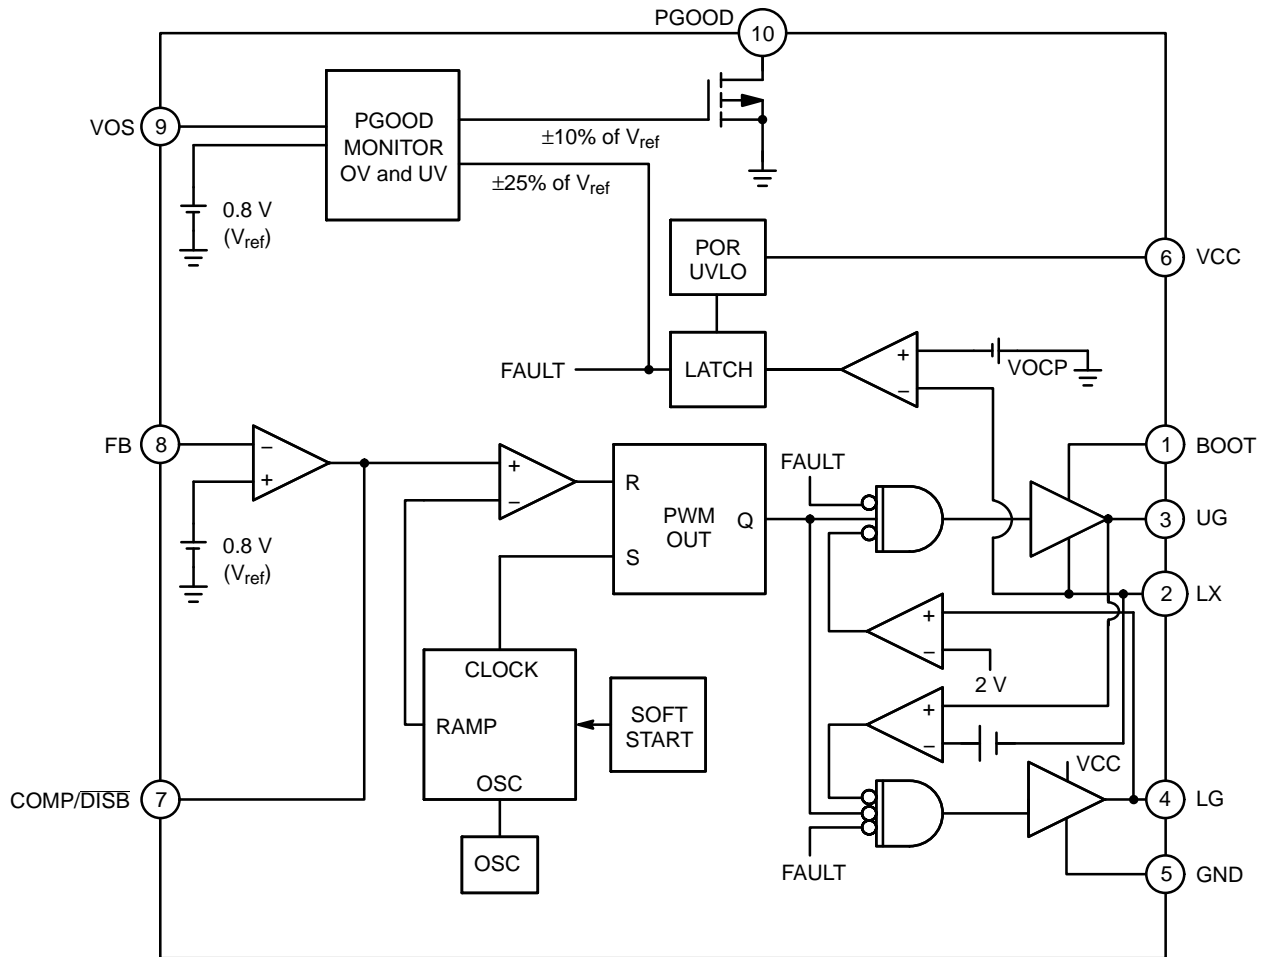 PGOOD
10
VOS
9
PGOOD
MONITOR
OV and UV
±10% of Vref
±25% of Vref
0.8 V
(Vref)
POR
UVLO
6
VCC
FAULT
LATCH
+
−
VOCP
FB
8
−
+
0.8 V
(Vref)
+
−
R
S
PWM
OUT
Q
FAULT
1
BOOT
3
UG
2
LX
+
−
2 V
CLOCK
RAMP
OSC
SOFT
START
+
−
VCC
COMP/DISB
7
4
LG
OSC
FAULT
5
GND